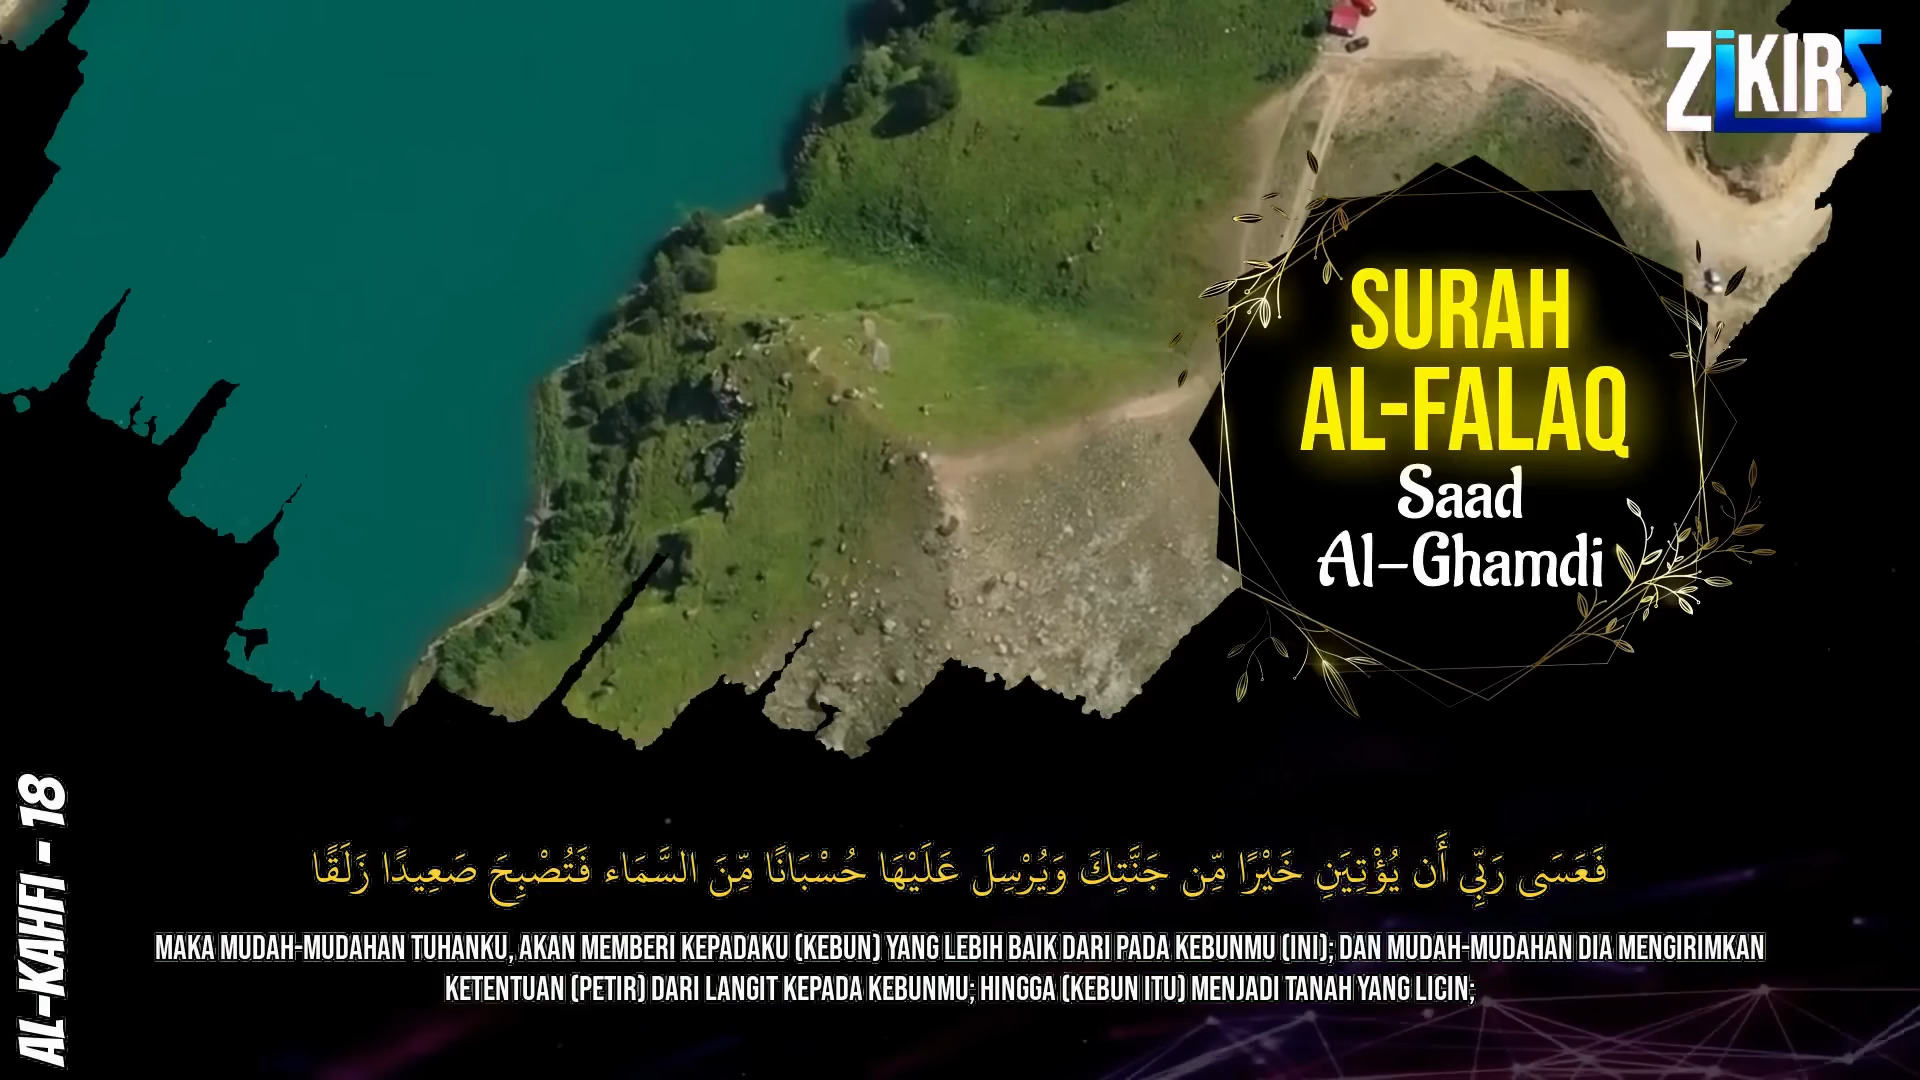 ZiKIRS
SURAH
AL-FALAQ
Saad
Al-Ghamdi
AL-KAHFI - 18
فَعَسَى رَبِّي أَن يُؤْتِيَنِ خَيْرًا مِّن جَنَّتِكَ وَيُرْسِلَ عَلَيْهَا حُسْبَانًا مِّنَ السَّمَاء فَتُصْبِحَ صَعِيدًا زَلَقًا
MAKA MUDAH-MUDAHAN TUHANKU, AKAN MEMBERI KEPADAKU (KEBUN) YANG LEBIH BAIK DARI PADA KEBUNMU (INI); DAN MUDAH-MUDAHAN DIA MENGIRIMKAN
KETENTUAN (PETIR) DARI LANGIT KEPADA KEBUNMU; HINGGA (KEBUN ITU) MENJADI TANAH YANG LICIN;